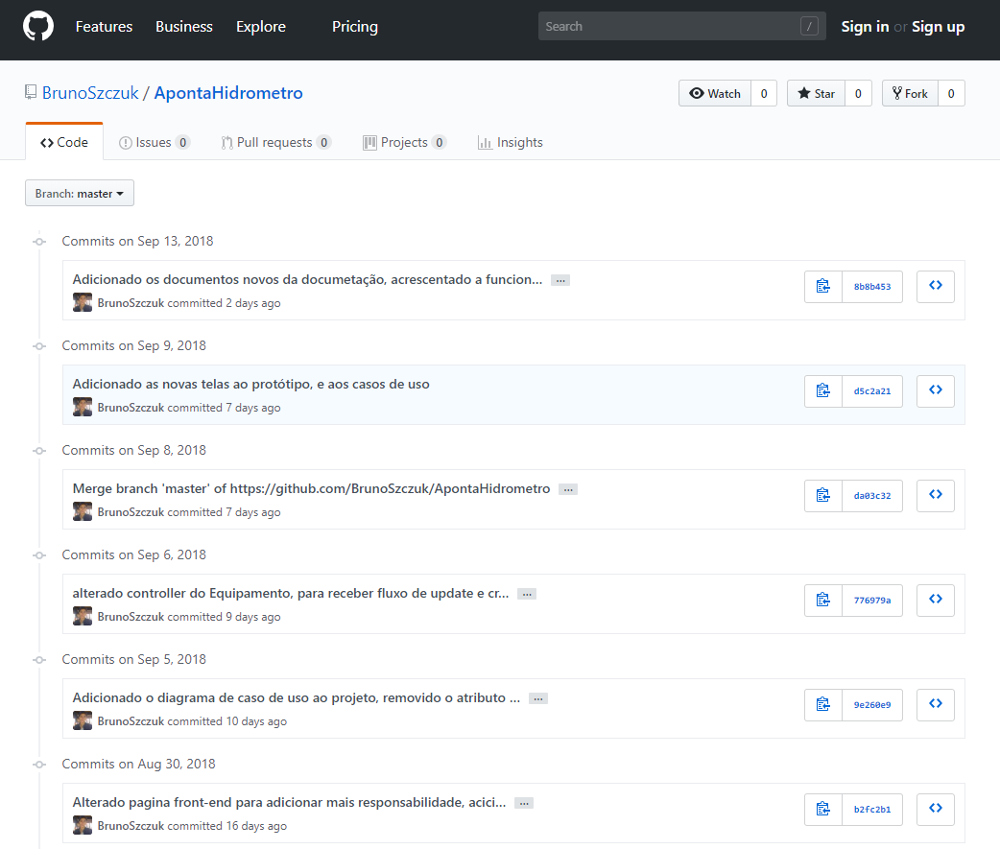 Features Business Explore Pricing Search / Sign in or Sign up
BrunoSzczuk / ApontaHidrometro Watch 0 Star 0 Fork 0
Code Issues 0 Pull requests 0 Projects 0 Insights
Branch: master
Commits on Sep 13, 2018
Adicionado os documentos novos da documetação, acrescentado a funcion... …
8b8b453
BrunoSzczuk committed 2 days ago
Commits on Sep 9, 2018
Adicionado as novas telas ao protótipo, e aos casos de uso
d5c2a21
BrunoSzczuk committed 7 days ago
Commits on Sep 8, 2018
Merge branch 'master' of https://github.com/BrunoSzczuk/ApontaHidrometro …
da03c32
BrunoSzczuk committed 7 days ago
Commits on Sep 6, 2018
alterado controller do Equipamento, para receber fluxo de update e cr... …
776979a
BrunoSzczuk committed 9 days ago
Commits on Sep 5, 2018
Adicionado o diagrama de caso de uso ao projeto, removido o atributo ... …
9e260e9
BrunoSzczuk committed 10 days ago
Commits on Aug 30, 2018
Alterado pagina front-end para adicionar mais responsabilidade, acici... …
b2fc2b1
BrunoSzczuk committed 16 days ago